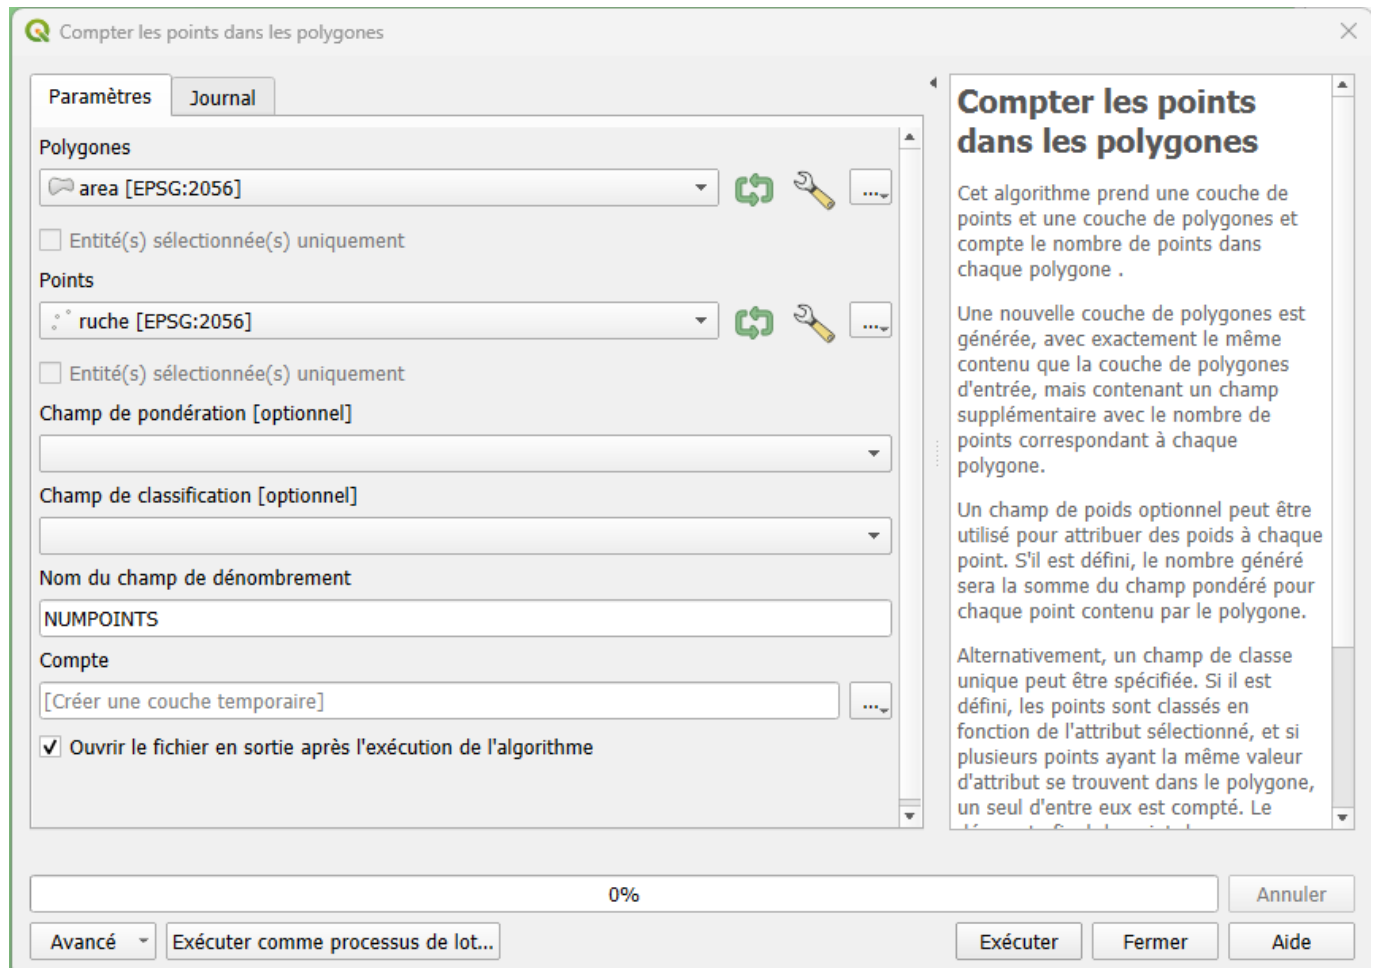 Compter les points dans les polygones
Paramètres
Journal
Polygones
area [EPSG:2056]
...
Entité(s) sélectionnée(s) uniquement
Points
ruche [EPSG:2056]
...
Entité(s) sélectionnée(s) uniquement
Champ de pondération [optionnel]
Champ de classification [optionnel]
Nom du champ de dénombrement
NUMPOINTS
Compte
[Créer une couche temporaire]
...
Ouvrir le fichier en sortie après l'exécution de l'algorithme
Compter les points
dans les polygones
Cet algorithme prend une couche de
points et une couche de polygones et
compte le nombre de points dans
chaque polygone .
Une nouvelle couche de polygones est
générée, avec exactement le même
contenu que la couche de polygones
d'entrée, mais contenant un champ
supplémentaire avec le nombre de
points correspondant à chaque
polygone.
Un champ de poids optionnel peut être
utilisé pour attribuer des poids à chaque
point. S'il est défini, le nombre généré
sera la somme du champ pondéré pour
chaque point contenu par le polygone.
Alternativement, un champ de classe
unique peut être spécifiée. Si il est
défini, les points sont classés en
fonction de l'attribut sélectionné, et si
plusieurs points ayant la même valeur
d'attribut se trouvent dans le polygone,
un seul d'entre eux est compté. Le
0%
Annuler
Avancé
Exécuter comme processus de lot...
Exécuter
Fermer
Aide